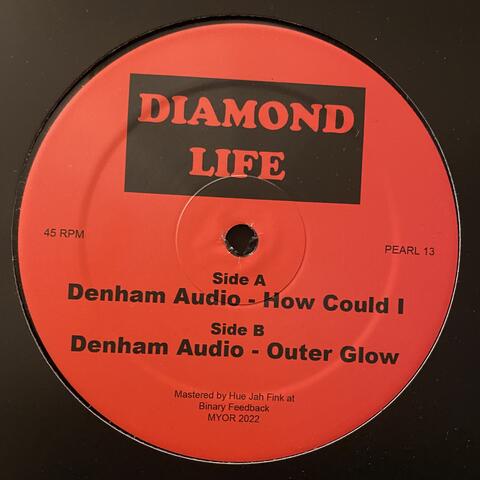 DIAMOND
LIFE
45 RPM
PEARL 13
Side A
Denham Audio - How Could I
Side B
Denham Audio - Outer Glow
Mastered by Hue Jah Fink at
Binary Feedback
MYOR 2022